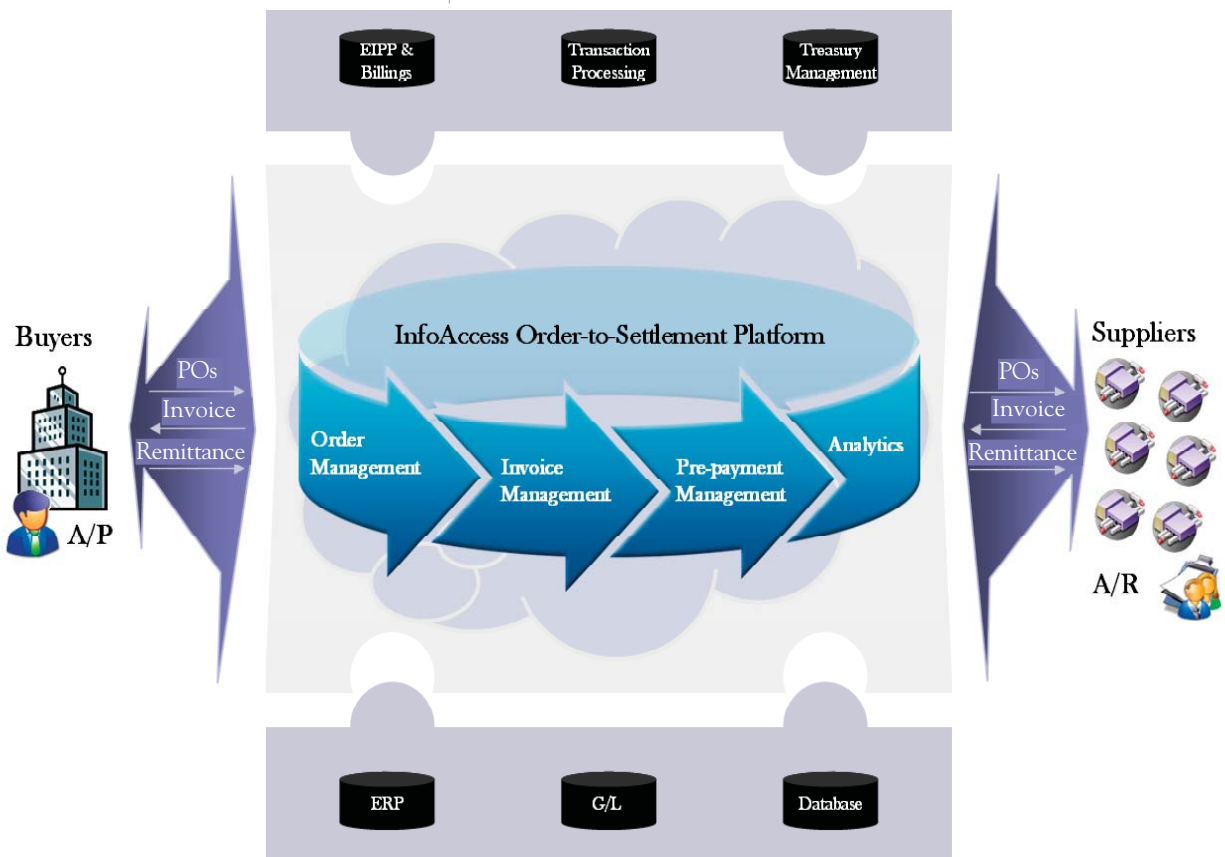 EIPP &
Billings
Transaction
Processing
Treasury
Management
Buyers
POs
Invoice
Remittance
A/P
InfoAccess Order-to-Settlement Platform
Order
Management
Invoice
Management
Pre-payment
Management
Analytics
Suppliers
POs
Invoice
Remittance
A/R
ERP
G/L
Database